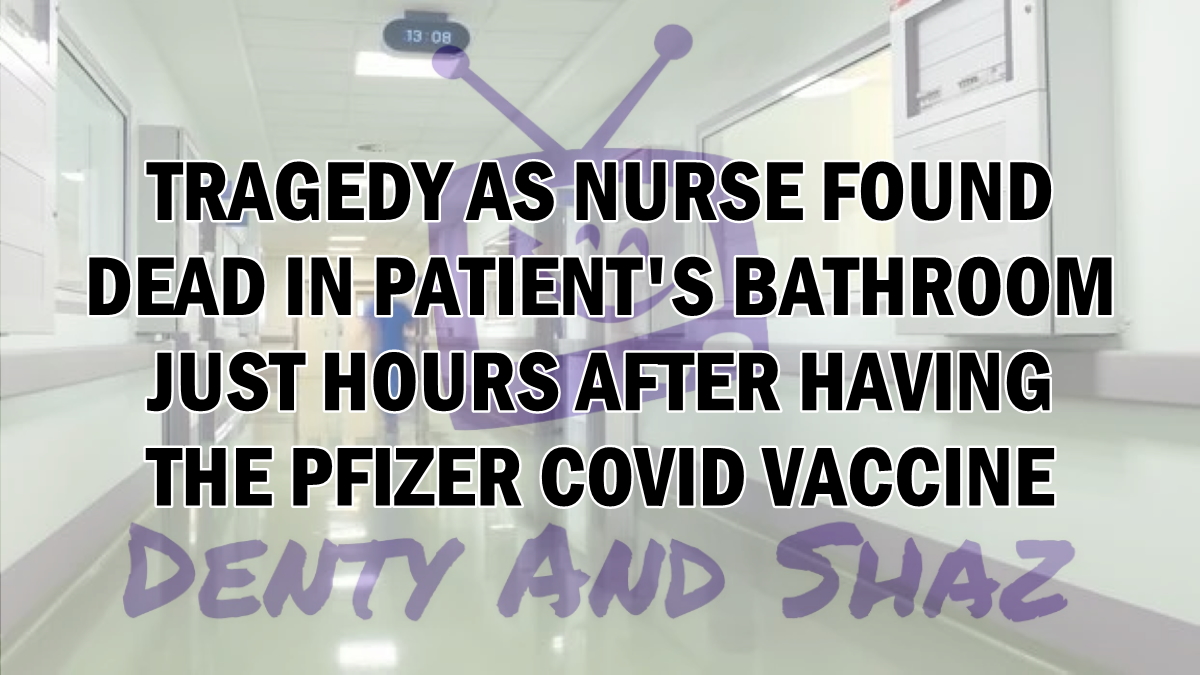 13:08
TRAGEDY AS NURSE FOUND
DEAD IN PATIENT'S BATHROOM
JUST HOURS AFTER HAVING
THE PFIZER COVID VACCINE
DENTY AND SHAZ